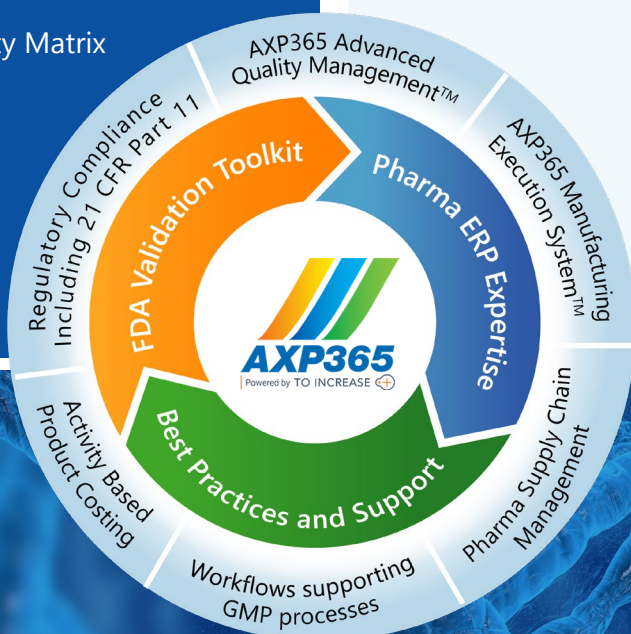 Matrix
AXP365 Advanced
Quality Management™
AXP365 Manufacturing
Execution System™
Pharma Supply Chain
Management
Workflows supporting
GMP processes
Activity Based
Product Costing
Regulatory Compliance
Including 21 CFR Part 11
FDA Validation Toolkit
Pharma ERP Expertise
Best Practices and Support
AXP365
Powered by TO INCREASE